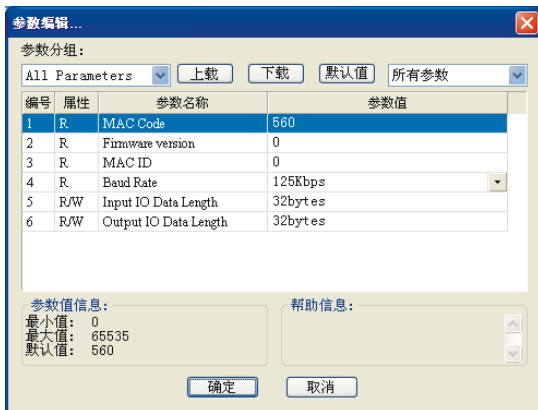 参数编辑...
参数分组:
All Parameters 上载 下载 默认值 所有参数
编号 属性 参数名称 参数值
1 R MAC Code 560
2 R Firmware version 0
3 R MAC ID 0
4 R Baud Rate 125Kbps
5 R/W Input IO Data Length 32bytes
6 R/W Output IO Data Length 32bytes
参数值信息: 帮助信息:
最小值: 0
最大值: 65535
默认值: 560
确定 取消